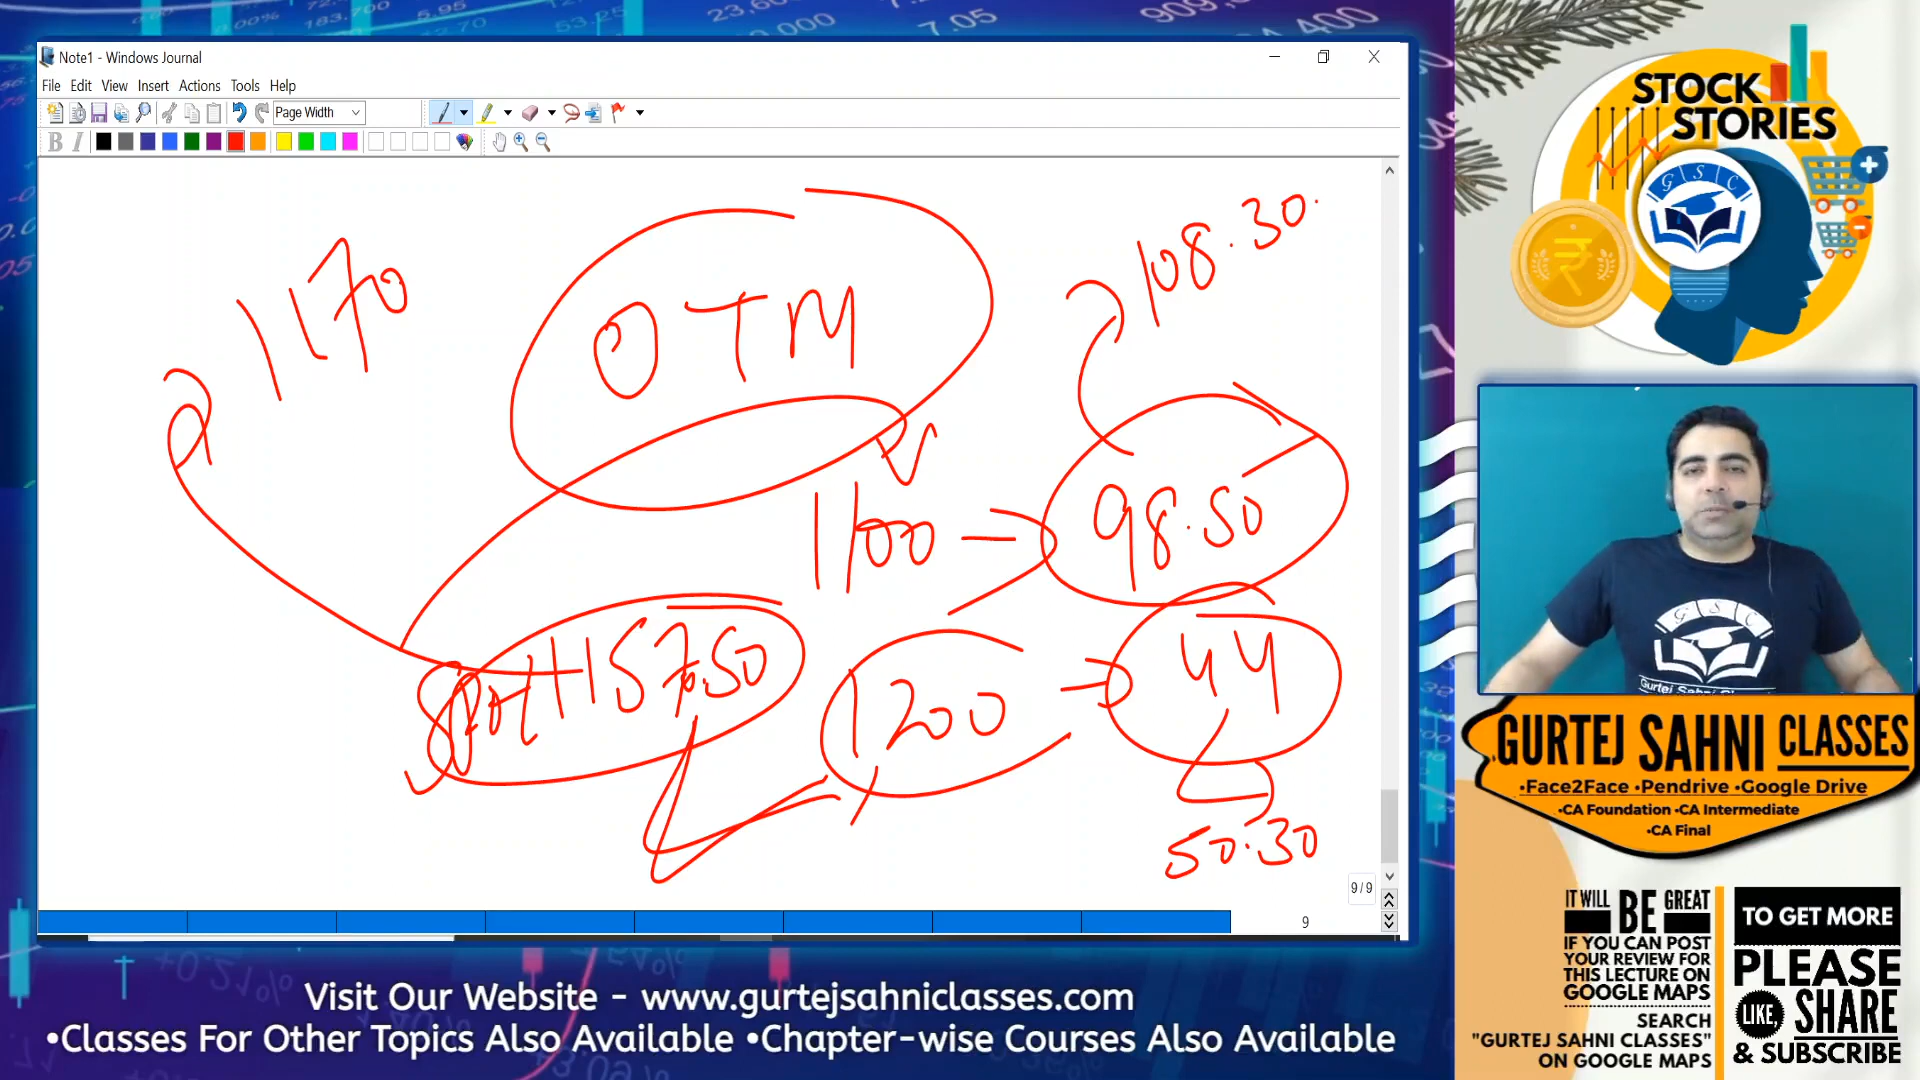 Note1 - Windows Journal
File Edit View Insert Actions Tools Help
Page Width
B I
1170
OTM
108.30
1100 - 98.50
Spot 1157.50
1200 - 44
50.30
9/9
9
STOCK
STORIES
G S C
₹
G S C
GURTEJ SAHNI CLASSES
•Face2Face •Pendrive •Google Drive
•CA Foundation •CA Intermediate
•CA Final
IT WILL BE GREAT
IF YOU CAN POST
YOUR REVIEW FOR
THIS LECTURE ON
GOOGLE MAPS
SEARCH
"GURTEJ SAHNI CLASSES"
ON GOOGLE MAPS
TO GET MORE
PLEASE
LIKE, SHARE
& SUBSCRIBE
Visit Our Website - www.gurtejsahniclasses.com
•Classes For Other Topics Also Available •Chapter-wise Courses Also Available